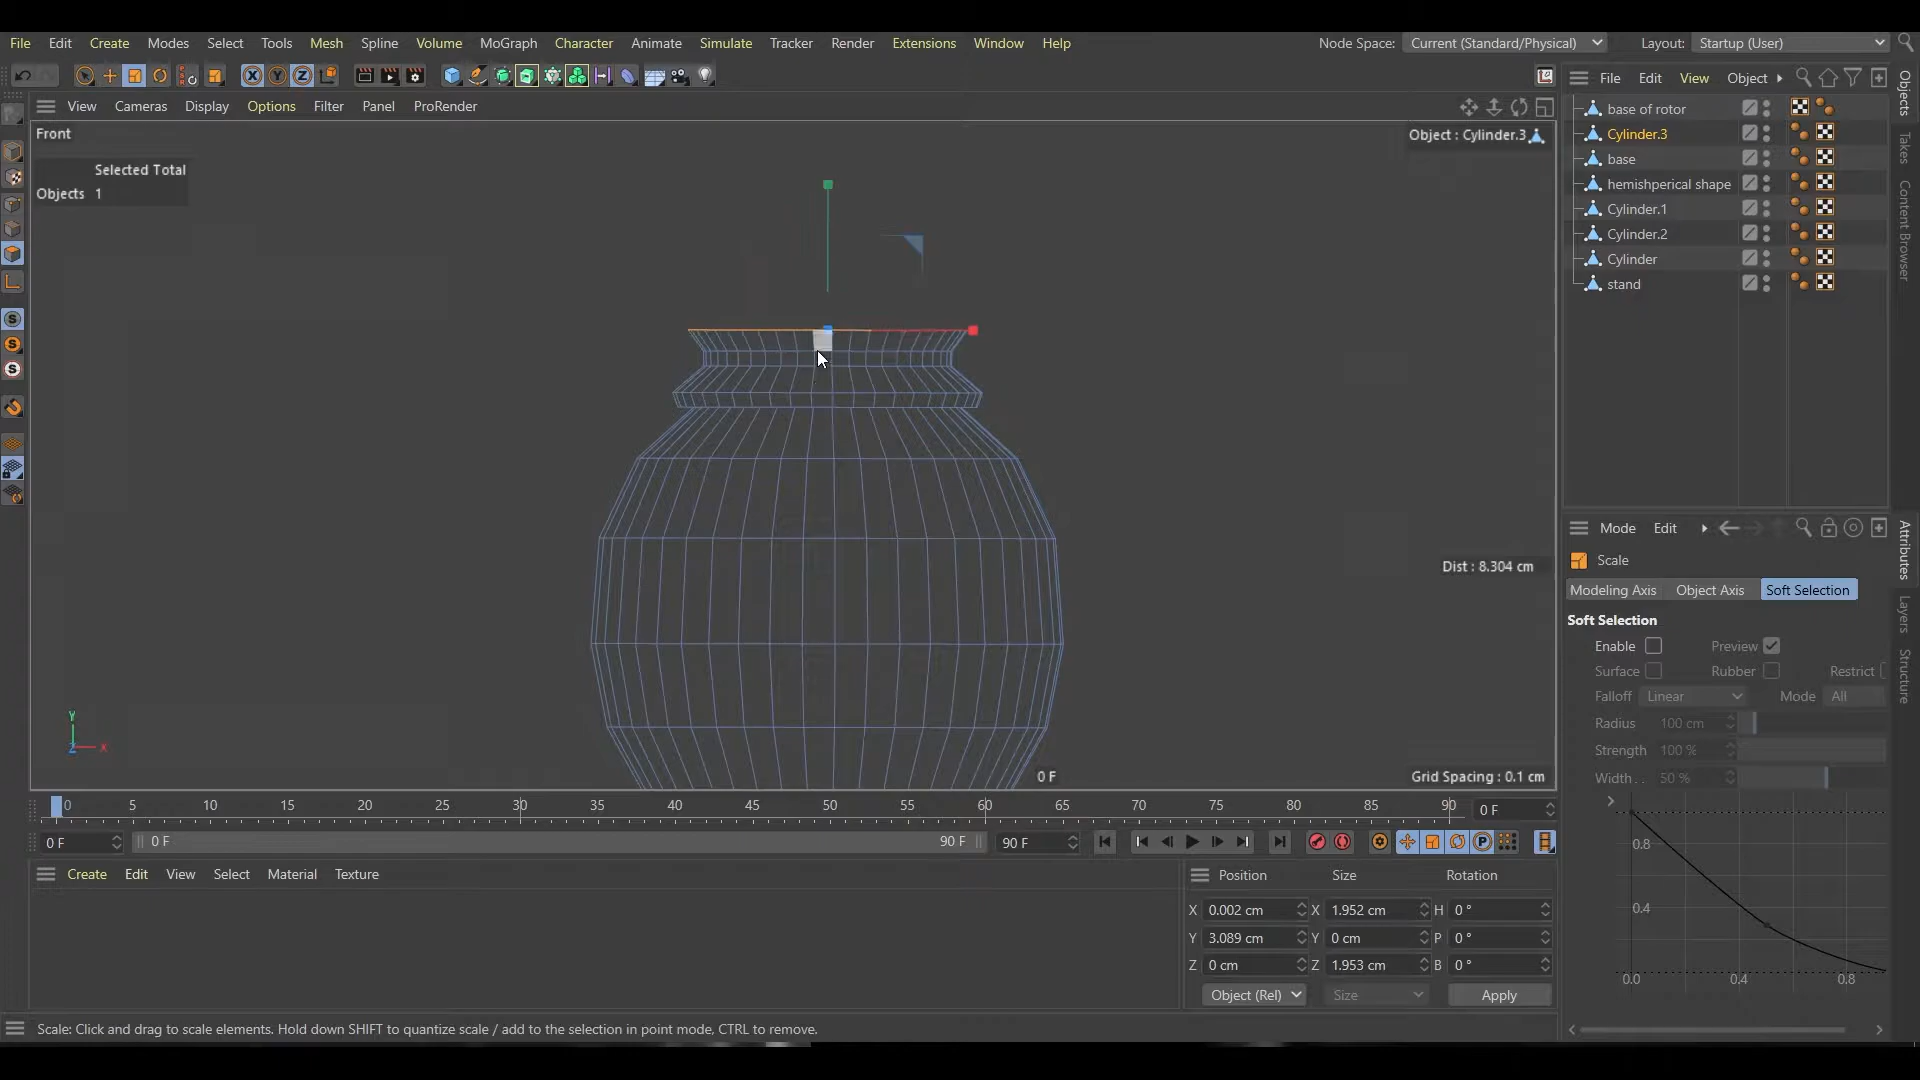 File Edit Create Modes Select Tools Mesh Spline Volume MoGraph Character Animate Simulate Tracker Render Extensions Window Help Node Space: Current (Standard/Physical) Layout: Startup (User)
X Y Z
View Cameras Display Options Filter Panel ProRender
File Edit View Object
Front
Object : Cylinder.3
Selected Total
Objects 1
base of rotor
Cylinder.3
base
hemishperical shape
Cylinder.1
Cylinder.2
Cylinder
stand
Objects
Takes
Content Browser
Mode Edit
Scale
Modeling Axis Object Axis Soft Selection
Soft Selection
Enable Preview
Surface Rubber Restrict
Falloff Linear Mode All
Radius 100 cm
Strength 100 %
Width . . 50 %
0.8
0.4
0.0 0.4 0.8
Attributes
Layers
Structure
Dist : 8.304 cm
Y
Z X
0 F
Grid Spacing : 0.1 cm
0 5 10 15 20 25 30 35 40 45 50 55 60 65 70 75 80 85 90 0 F
0 F 0 F 90 F 90 F P
Create Edit View Select Material Texture
Position Size Rotation
X 0.002 cm X 1.952 cm H 0 °
Y 3.089 cm Y 0 cm P 0 °
Z 0 cm Z 1.953 cm B 0 °
Object (Rel) Size Apply
Scale: Click and drag to scale elements. Hold down SHIFT to quantize scale / add to the selection in point mode, CTRL to remove.